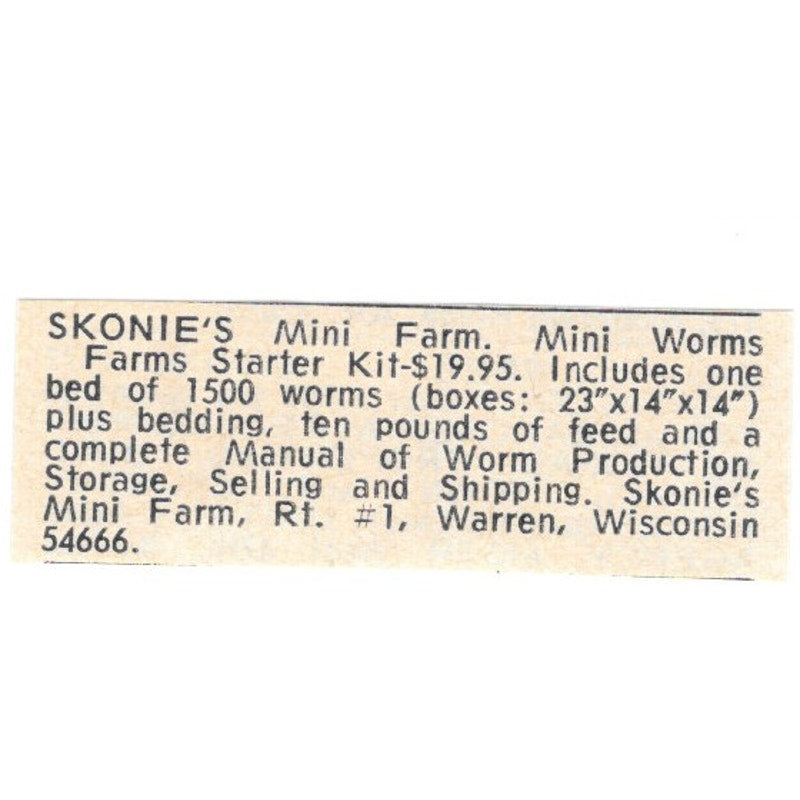 SKONIE'S Mini Farm. Mini Worms
Farms Starter Kit-$19.95. Includes one
bed of 1500 worms (boxes: 23"x14"x14")
plus bedding, ten pounds of feed and a
complete Manual of Worm Production,
Storage, Selling and Shipping. Skonie's
Mini Farm, Rt. #1, Warren, Wisconsin
54666.